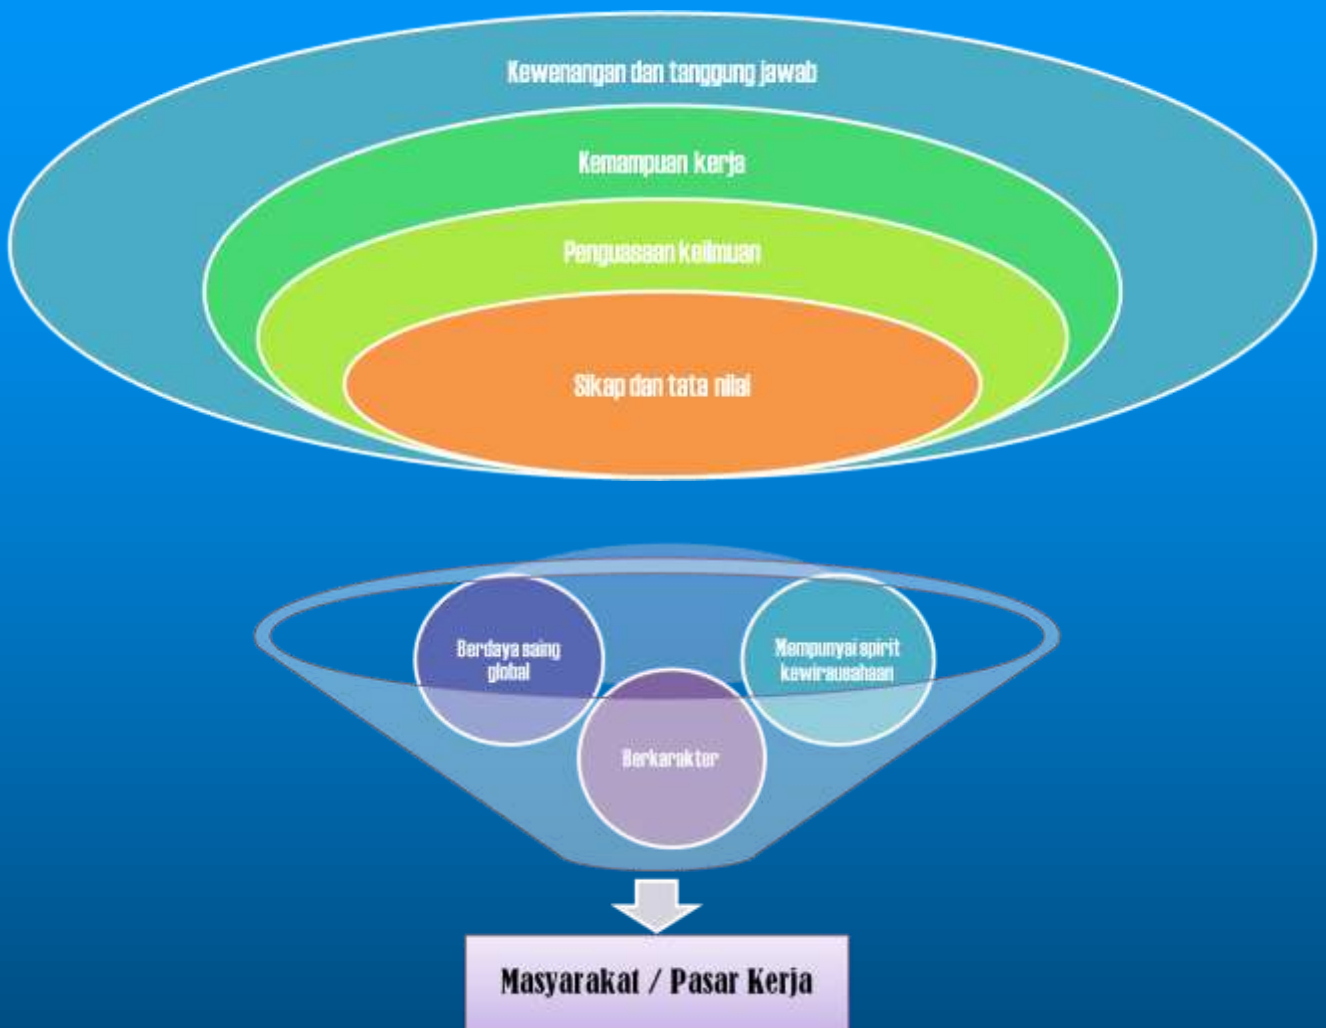 Kewenangan dan tanggung jawab
Kemampuan kerja
Penguasaan keilmuan
Sikap dan tata nilai
Berdaya saing
global
Mempunyai spirit
kewirausahaan
Berkarakter
Masyarakat / Pasar Kerja